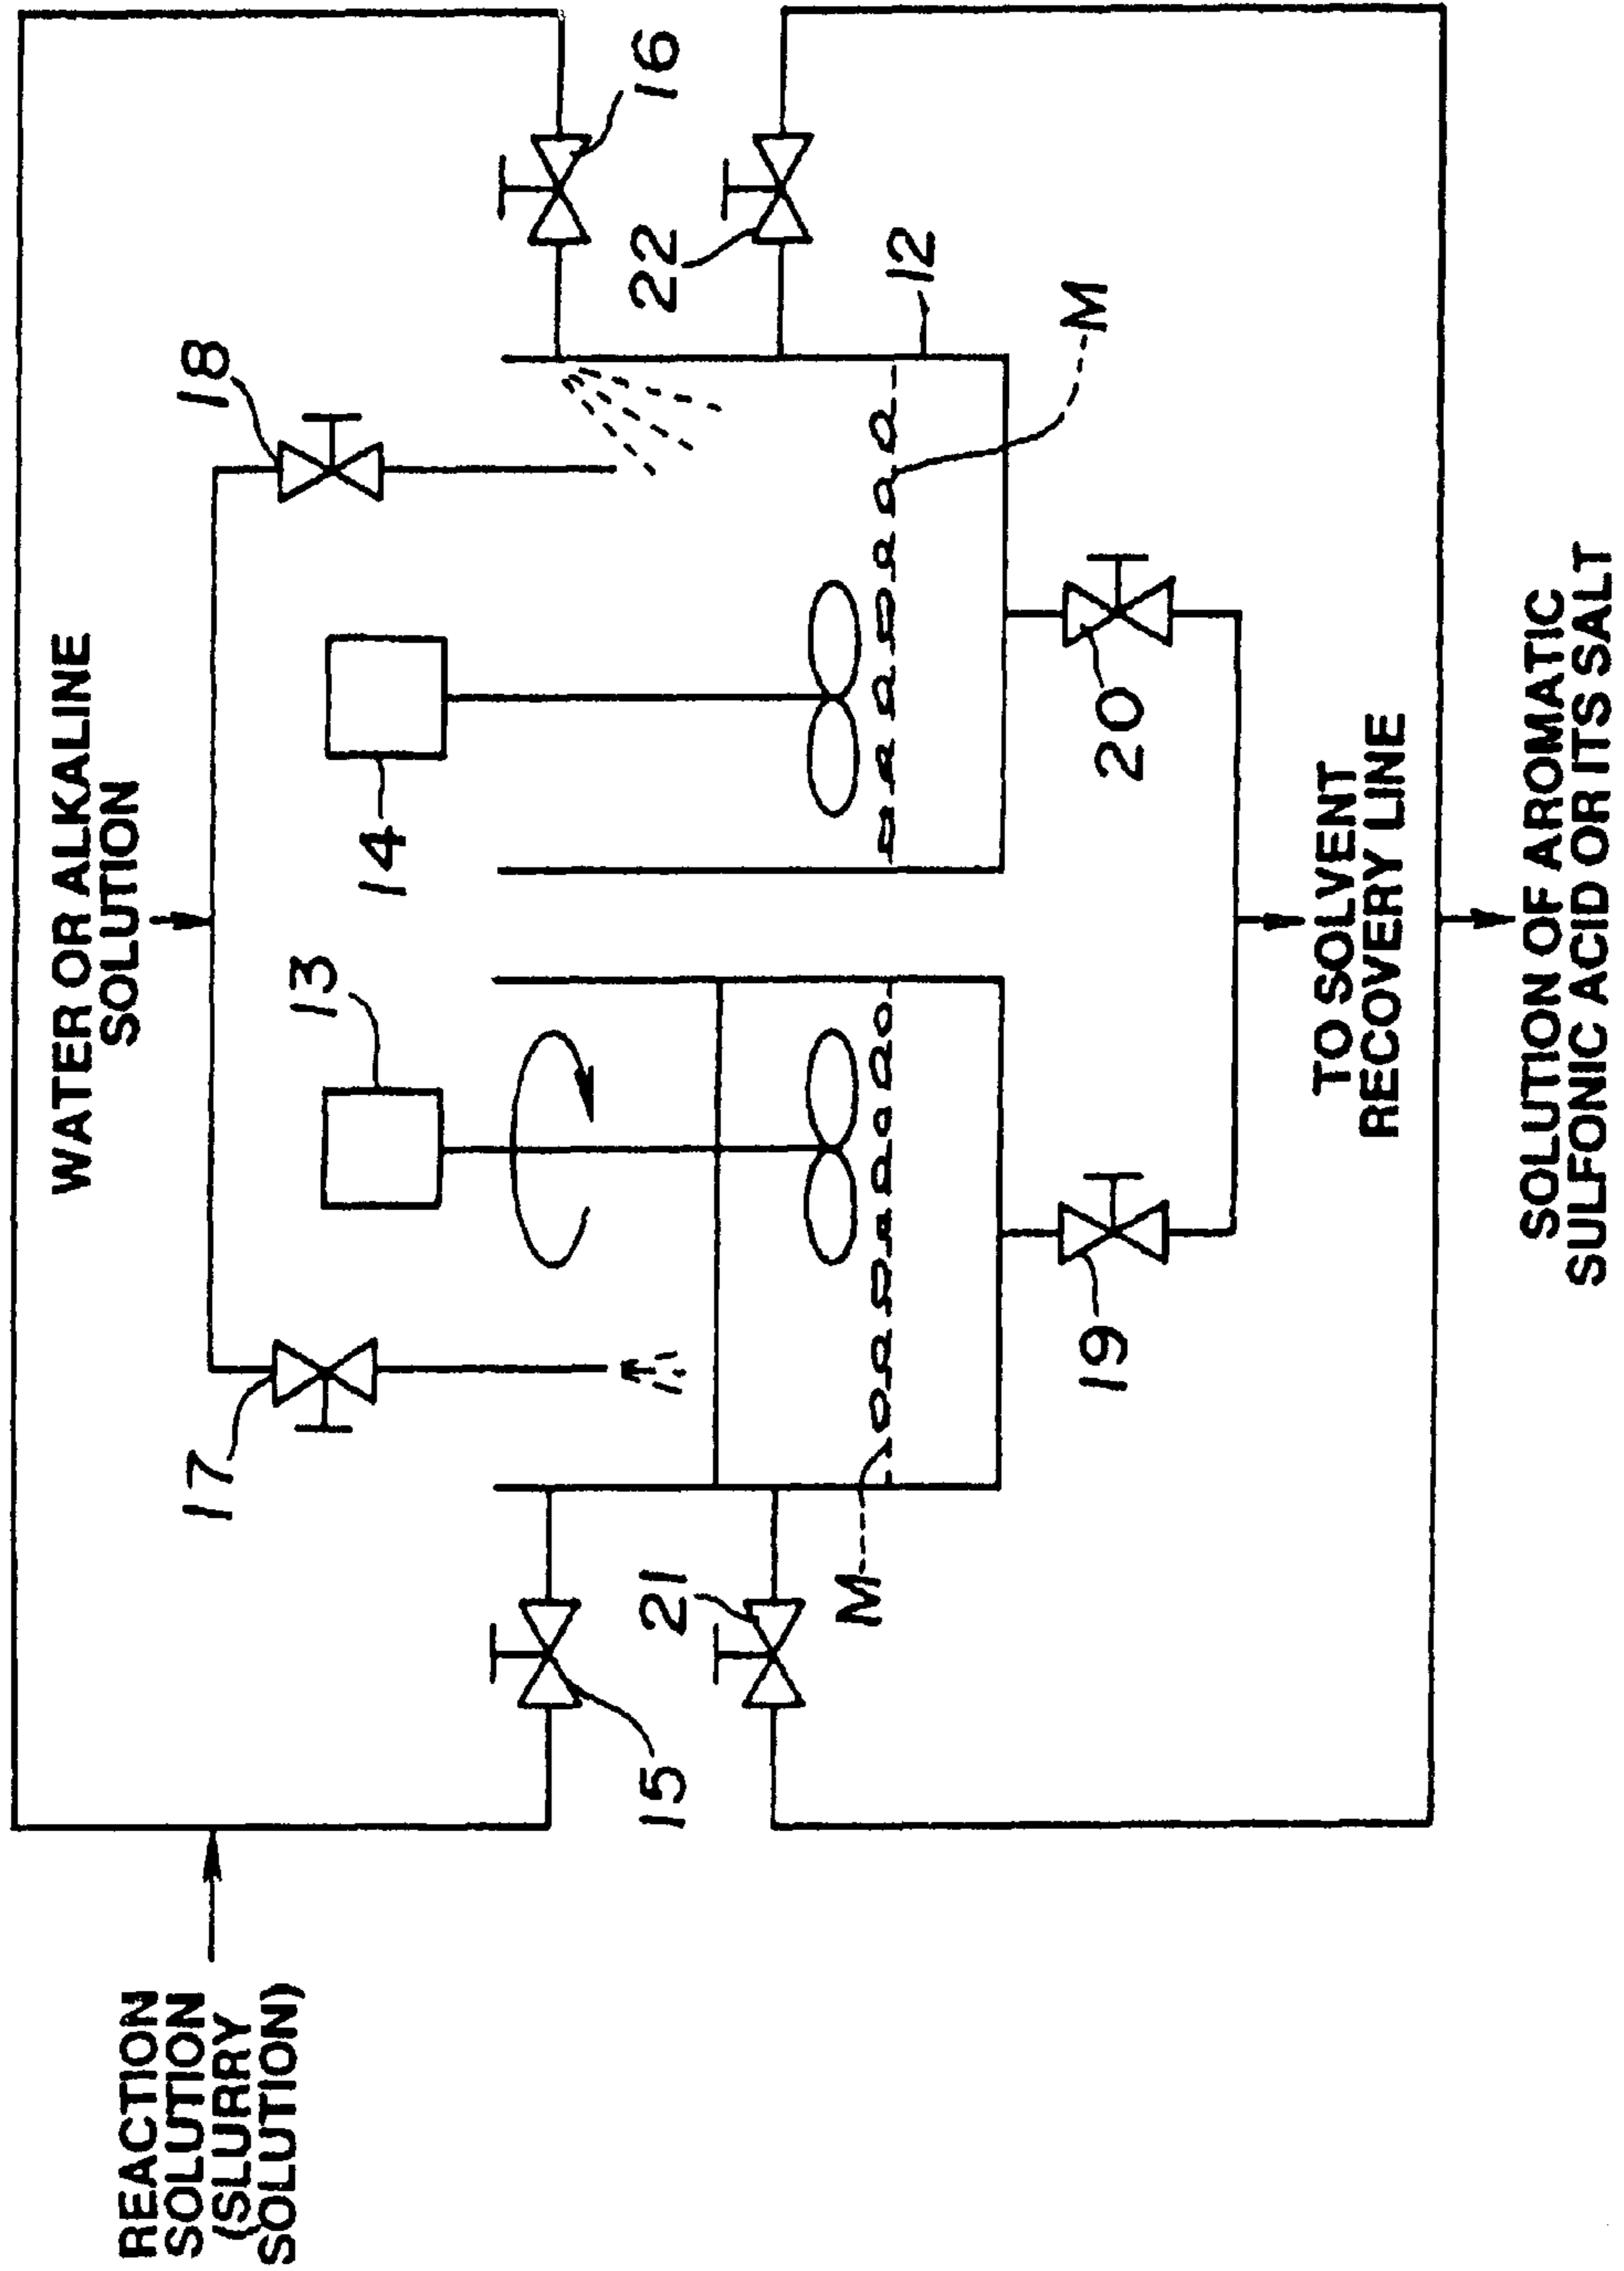 REACTION
SOLUTION
(SLURRY
SOLUTION)
WATER OR ALKALINE
SOLUTION
17
18
13
14
15
16
21
22
M
12
M
19
20
TO SOLVENT
RECOVERY LINE
SOLUTION OF AROMATIC
SULFONIC ACID OR ITS SALT